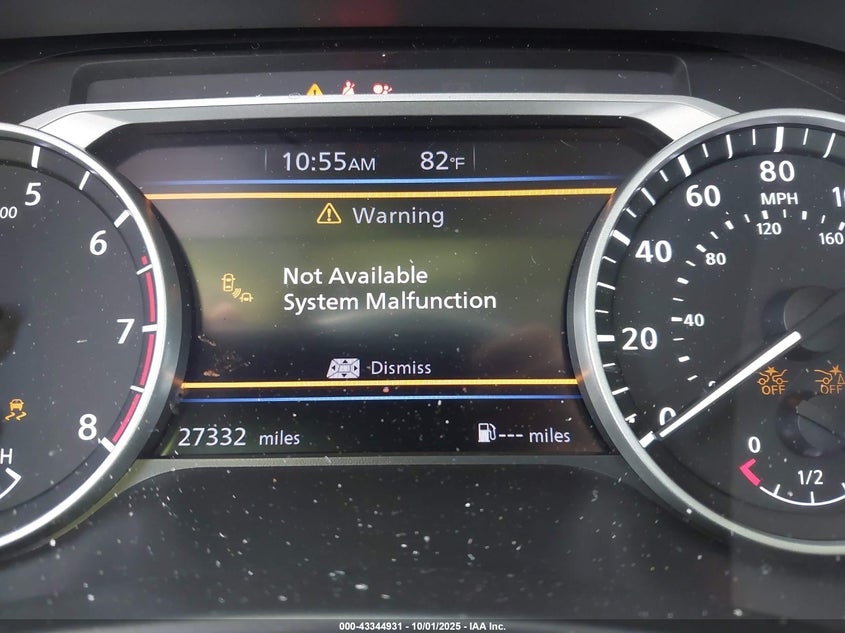 10:55AM 82°F
Warning
Not Available
System Malfunction
Dismiss
27332 miles
--- miles
5
6
7
8
00
H
0
20
40
60
80
MPH
40
80
120
160
OFF
OFF
0
1/2
000-43344931 - 10/01/2025 - IAA Inc.